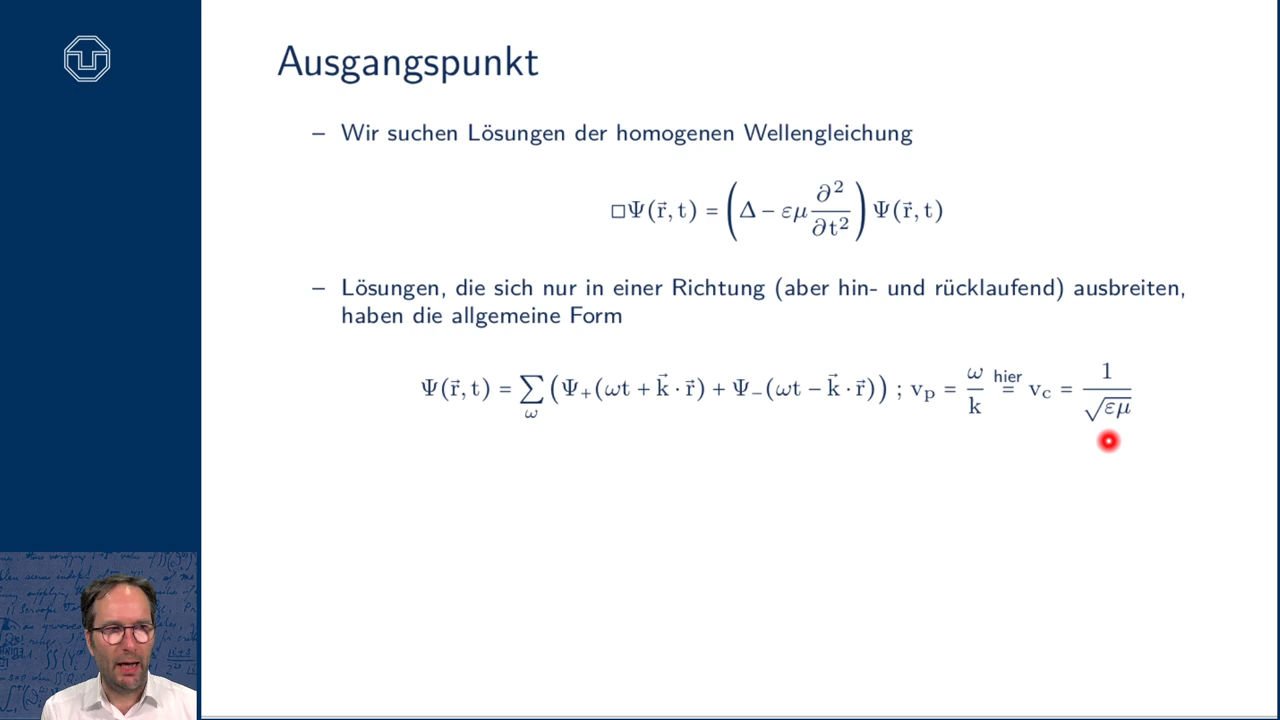 Ausgangspunkt
– Wir suchen Lösungen der homogenen Wellengleichung
□Ψ(r⃗, t) = (Δ − εμ ∂²/∂t²) Ψ(r⃗, t)
– Lösungen, die sich nur in einer Richtung (aber hin- und rücklaufend) ausbreiten,
haben die allgemeine Form
Ψ(r⃗, t) = ∑_ω (Ψ₊(ωt + k⃗ · r⃗) + Ψ₋(ωt − k⃗ · r⃗)) ; v_p = ω/k =^{hier} v_c = 1/√(εμ)